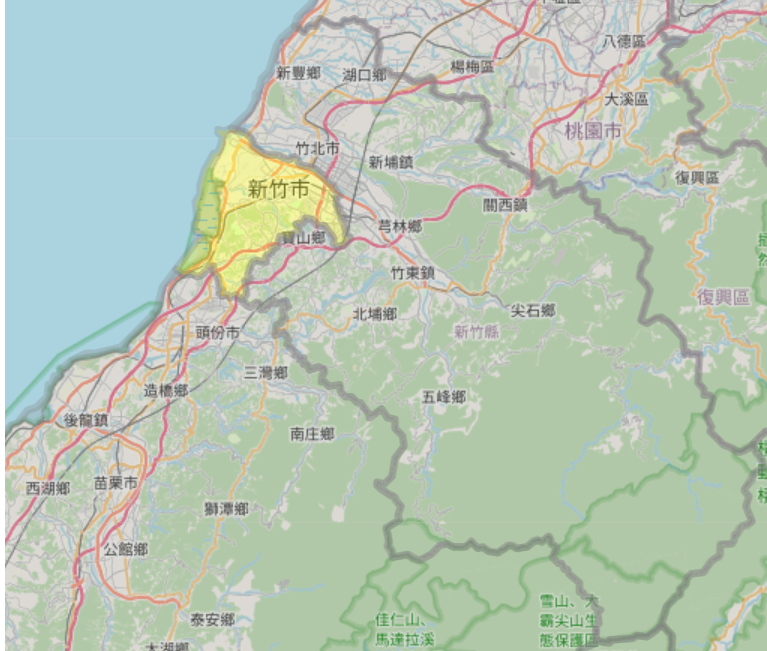 八德區
新豐鄉
湖口鄉
楊梅區
大溪區
桃園市
竹北市
新埔鎮
復興區
新竹市
關西鎮
芎林鄉
寶山鄉
竹東鎮
復興區
北埔鄉
尖石鄉
頭份市
新竹縣
三灣鄉
造橋鄉
五峰鄉
後龍鎮
南庄鄉
西湖鄉
苗栗市
獅潭鄉
公館鄉
雪山、大
霸尖山生
態保護區
佳仁山、
馬達拉溪
泰安鄉
大湖鄉